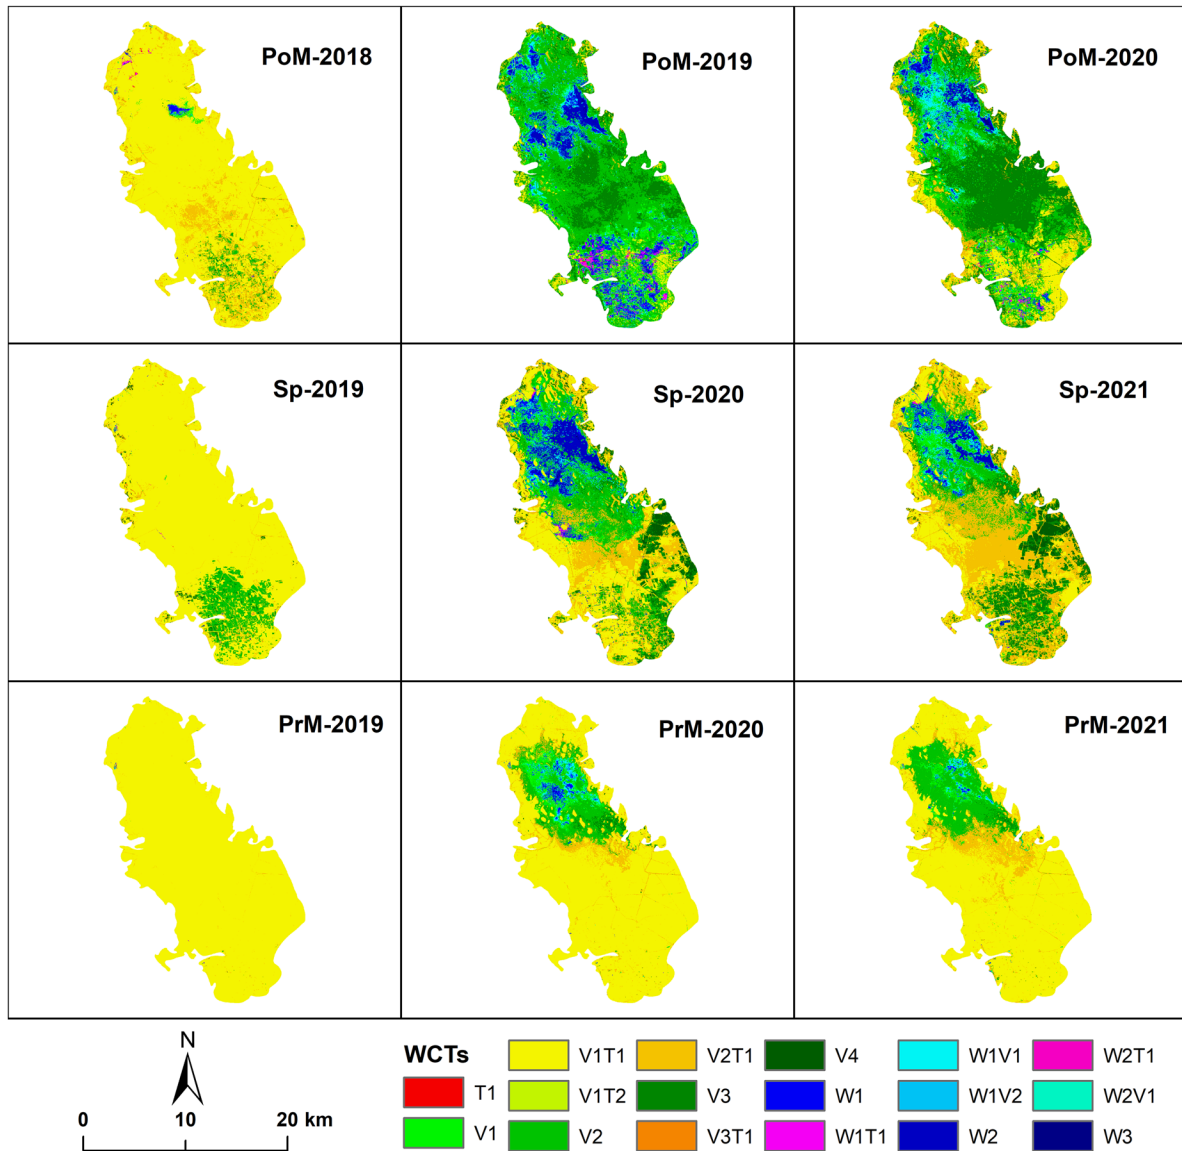 PoM-2018
PoM-2019
PoM-2020
Sp-2019
Sp-2020
Sp-2021
PrM-2019
PrM-2020
PrM-2021
N
0 10 20 km
WCTs
T1
V1
V1T1
V1T2
V2
V2T1
V3
V3T1
V4
W1
W1T1
W1V1
W1V2
W2
W2T1
W2V1
W3